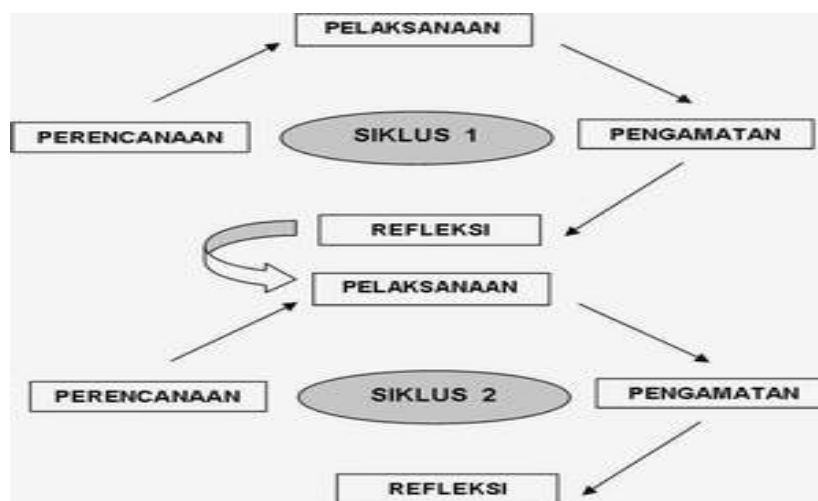 PELAKSANAAN
PERENCANAAN
SIKLUS 1
PENGAMATAN
REFLEKSI
PELAKSANAAN
PERENCANAAN
SIKLUS 2
PENGAMATAN
REFLEKSI